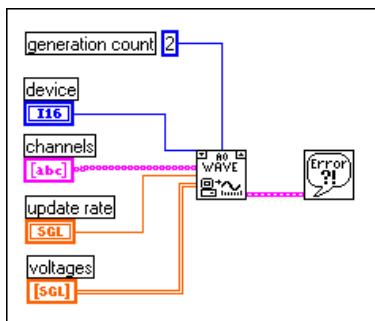 generation count 2
device
I16
AO
channels
WAVE
[abc]
Error
?!
update rate
SGL
voltages
[SGL]